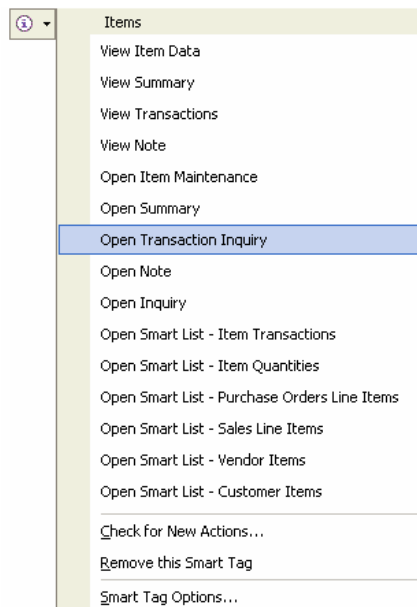 Items
View Item Data
View Summary
View Transactions
View Note
Open Item Maintenance
Open Summary
Open Transaction Inquiry
Open Note
Open Inquiry
Open Smart List - Item Transactions
Open Smart List - Item Quantities
Open Smart List - Purchase Orders Line Items
Open Smart List - Sales Line Items
Open Smart List - Vendor Items
Open Smart List - Customer Items
Check for New Actions...
Remove this Smart Tag
Smart Tag Options...